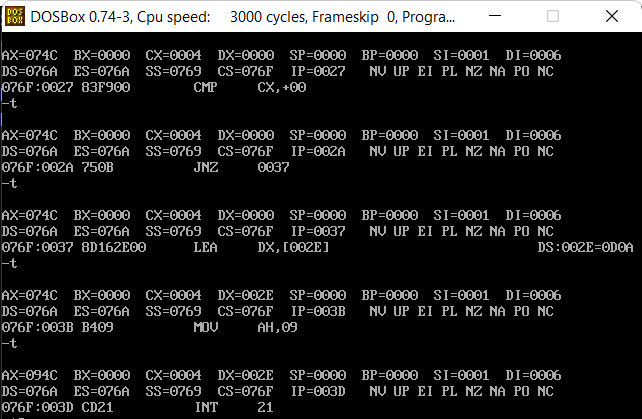 DOS BOX DOSBox 0.74-3, Cpu speed: 3000 cycles, Frameskip 0, Progra...
AX=074C BX=0000 CX=0004 DX=0000 SP=0000 BP=0000 SI=0001 DI=0006
DS=076A ES=076A SS=0769 CS=076F IP=0027 NV UP EI PL NZ NA PO NC
076F:0027 83F900 CMP CX,+00
-t
AX=074C BX=0000 CX=0004 DX=0000 SP=0000 BP=0000 SI=0001 DI=0006
DS=076A ES=076A SS=0769 CS=076F IP=002A NV UP EI PL NZ NA PO NC
076F:002A 750B JNZ 0037
-t
AX=074C BX=0000 CX=0004 DX=0000 SP=0000 BP=0000 SI=0001 DI=0006
DS=076A ES=076A SS=0769 CS=076F IP=0037 NV UP EI PL NZ NA PO NC
076F:0037 8D162E00 LEA DX,[002E] DS:002E=0D0A
-t
AX=074C BX=0000 CX=0004 DX=002E SP=0000 BP=0000 SI=0001 DI=0006
DS=076A ES=076A SS=0769 CS=076F IP=003B NV UP EI PL NZ NA PO NC
076F:003B B409 MOV AH,09
-t
AX=094C BX=0000 CX=0004 DX=002E SP=0000 BP=0000 SI=0001 DI=0006
DS=076A ES=076A SS=0769 CS=076F IP=003D NV UP EI PL NZ NA PO NC
076F:003D CD21 INT 21